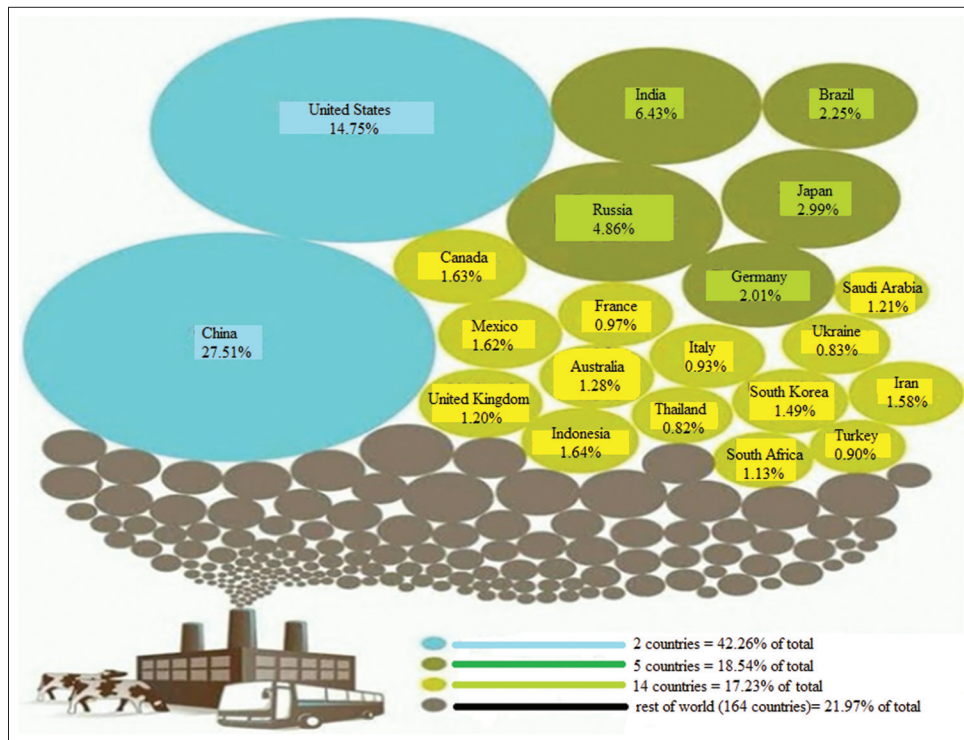 United States
14.75%
India
6.43%
Brazil
2.25%
Japan
2.99%
Russia
4.86%
Canada
1.63%
Germany
2.01%
Saudi Arabia
1.21%
China
27.51%
Mexico
1.62%
France
0.97%
Ukraine
0.83%
Italy
0.93%
Australia
1.28%
United Kingdom
1.20%
Thailand
0.82%
South Korea
1.49%
Iran
1.58%
Indonesia
1.64%
South Africa
1.13%
Turkey
0.90%
2 countries = 42.26% of total
5 countries = 18.54% of total
14 countries = 17.23% of total
rest of world (164 countries)= 21.97% of total